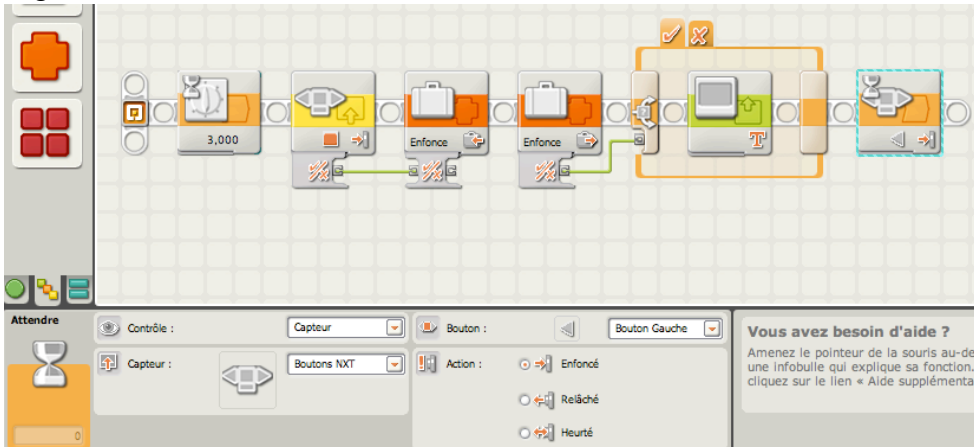 3,000
Enfonce
Enfonce
T
Attendre
Contrôle :
Capteur
Bouton :
Bouton Gauche
Capteur :
Boutons NXT
Action :
Enfoncé
Relâché
Heurté
0
Vous avez besoin d'aide ?
Amenez le pointeur de la souris au-de
une infobulle qui explique sa fonction.
cliquez sur le lien « Aide supplémenta